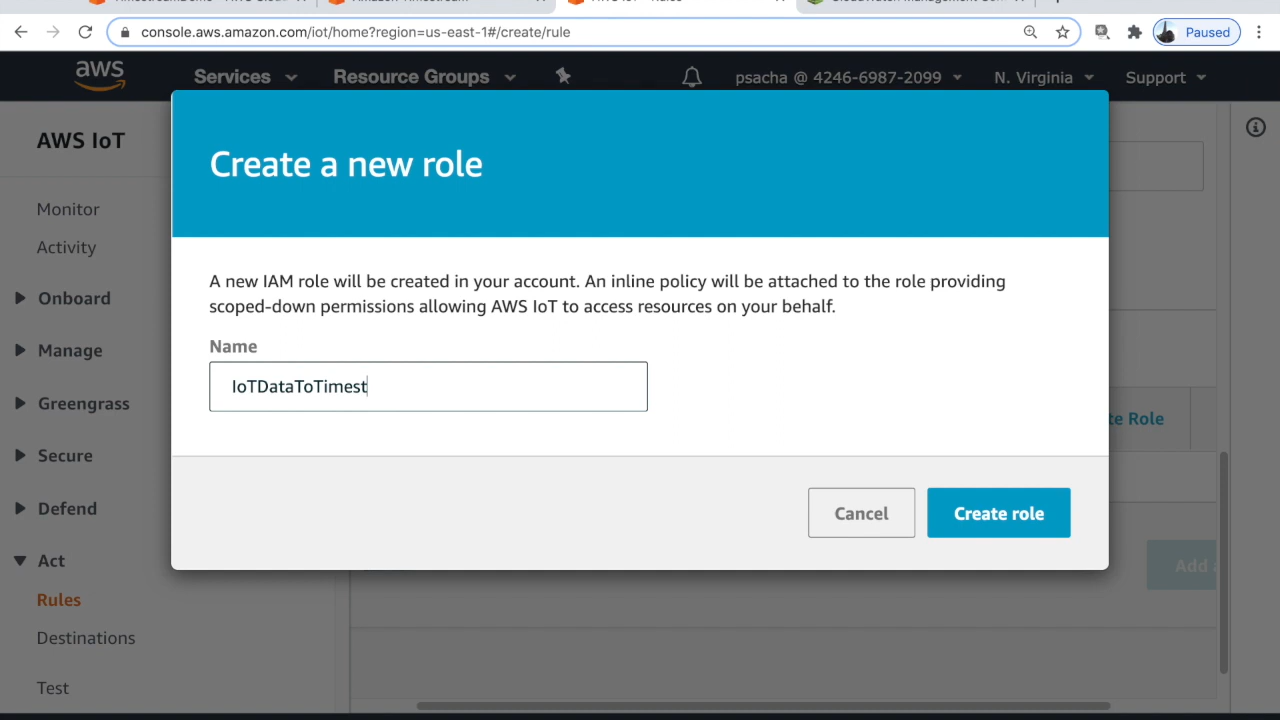 console.aws.amazon.com/iot/home?region=us-east-1#/create/rule
Paused
aws
Services
Resource Groups
psacha @ 4246-6987-2099
N. Virginia
Support
AWS IoT
Monitor
Activity
Onboard
Manage
Greengrass
Secure
Defend
Act
Rules
Destinations
Test
Create a new role
A new IAM role will be created in your account. An inline policy will be attached to the role providing
scoped-down permissions allowing AWS IoT to access resources on your behalf.
Name
IoTDataToTimest
Cancel
Create role
te Role
Add a